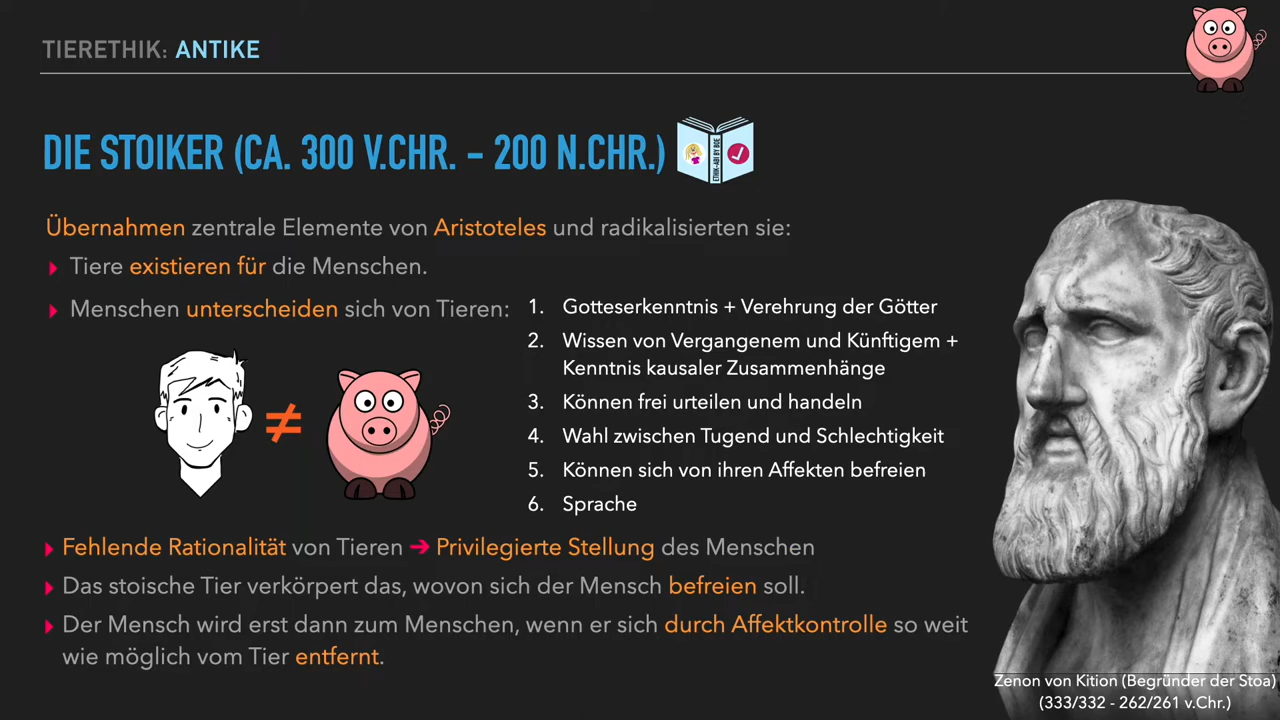 TIERETHIK: ANTIKE
DIE STOIKER (CA. 300 V.CHR. – 200 N.CHR.)
ETHIK-ABI BY BOE
Übernahmen zentrale Elemente von Aristoteles und radikalisierten sie:
Tiere existieren für die Menschen.
Menschen unterscheiden sich von Tieren:
1. Gotteserkenntnis + Verehrung der Götter
2. Wissen von Vergangenem und Künftigem +
Kenntnis kausaler Zusammenhänge
3. Können frei urteilen und handeln
4. Wahl zwischen Tugend und Schlechtigkeit
5. Können sich von ihren Affekten befreien
6. Sprache
≠
Fehlende Rationalität von Tieren ➔ Privilegierte Stellung des Menschen
Das stoische Tier verkörpert das, wovon sich der Mensch befreien soll.
Der Mensch wird erst dann zum Menschen, wenn er sich durch Affektkontrolle so weit
wie möglich vom Tier entfernt.
Zenon von Kition (Begründer der Stoa)
(333/332 - 262/261 v.Chr.)